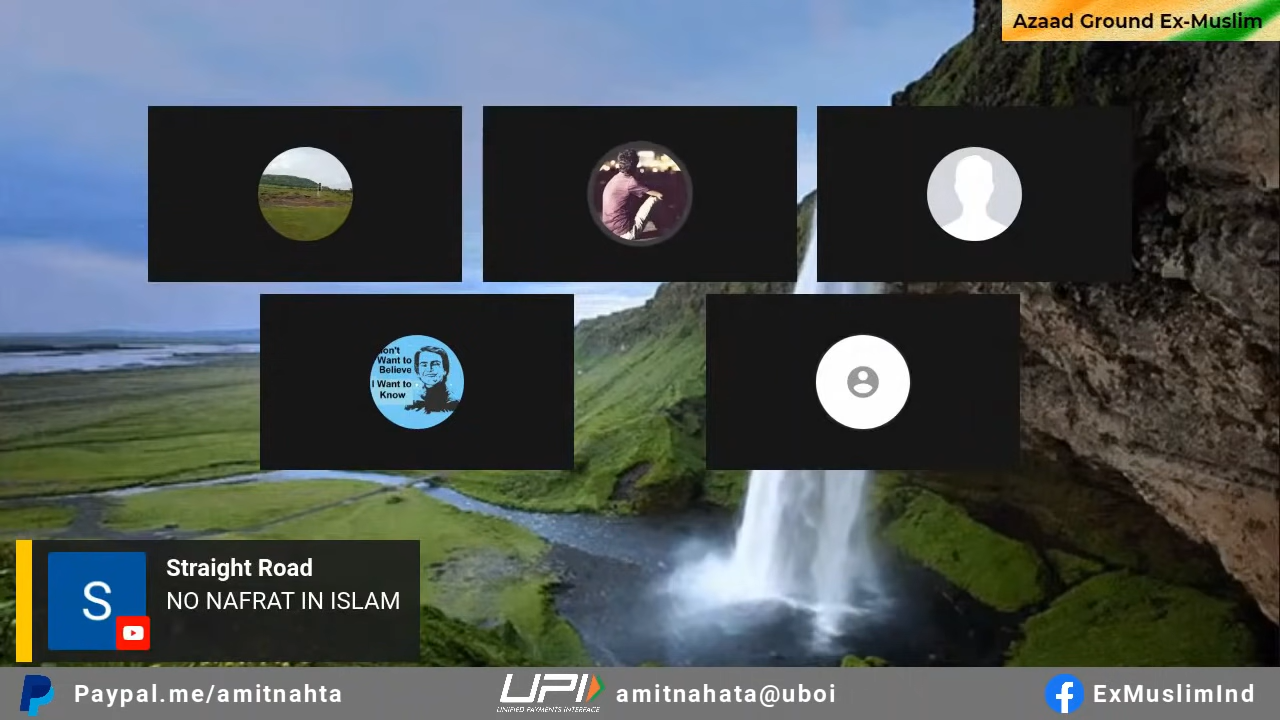 Azaad Ground Ex-Muslim
Don't
Want to
Believe
I Want to
Know
S
Straight Road
NO NAFRAT IN ISLAM
Paypal.me/amitnahta
UPI
UNIFIED PAYMENTS INTERFACE
amitnahata@uboi
ExMuslimInd